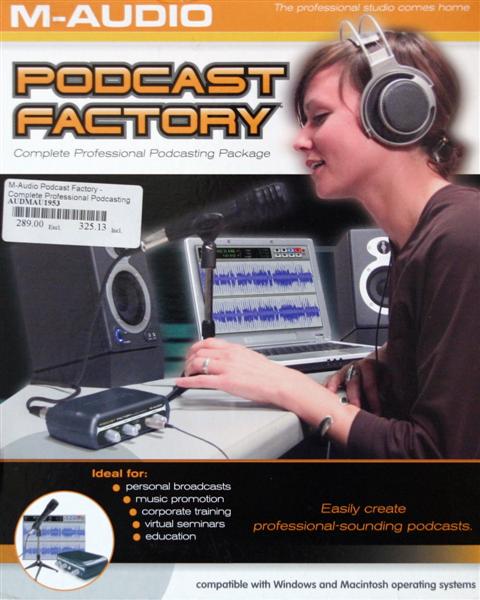 M-AUDIO
The professional studio comes home
PODCAST
FACTORY
Complete Professional Podcasting Package
M-Audio Podcast Factory -
Complete Professional Podcasting
AUDMAU1953
289.00 Excl. 325.13 Incl.
Ideal for:
personal broadcasts
music promotion
corporate training
virtual seminars
education
Easily create
professional-sounding podcasts.
compatible with Windows and Macintosh operating systems